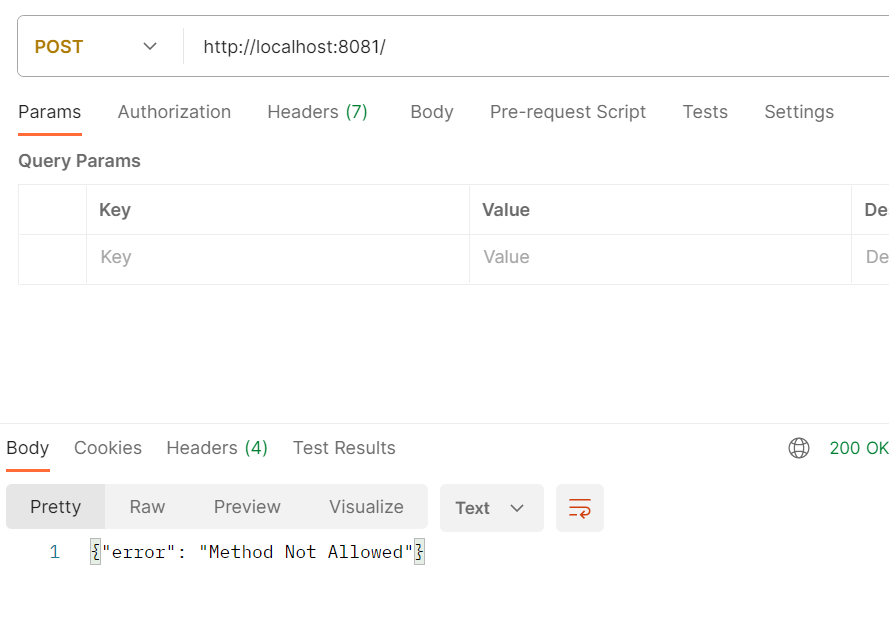 POST http://localhost:8081/
Params Authorization Headers (7) Body Pre-request Script Tests Settings
Query Params
Key Value De
Key Value De
Body Cookies Headers (4) Test Results 200 OK
Pretty Raw Preview Visualize Text
1 {"error": "Method Not Allowed"}